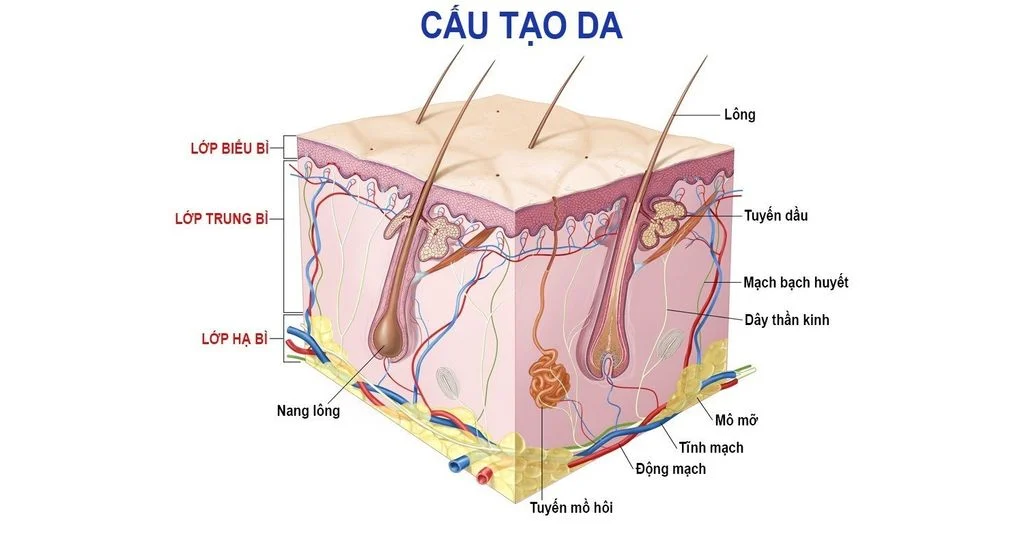 CẤU TẠO DA
LỚP BIỂU BÌ
LỚP TRUNG BÌ
LỚP HẠ BÌ
Nang lông
Lông
Tuyến dầu
Mạch bạch huyết
Dây thần kinh
Mô mỡ
Tĩnh mạch
Động mạch
Tuyến mồ hôi